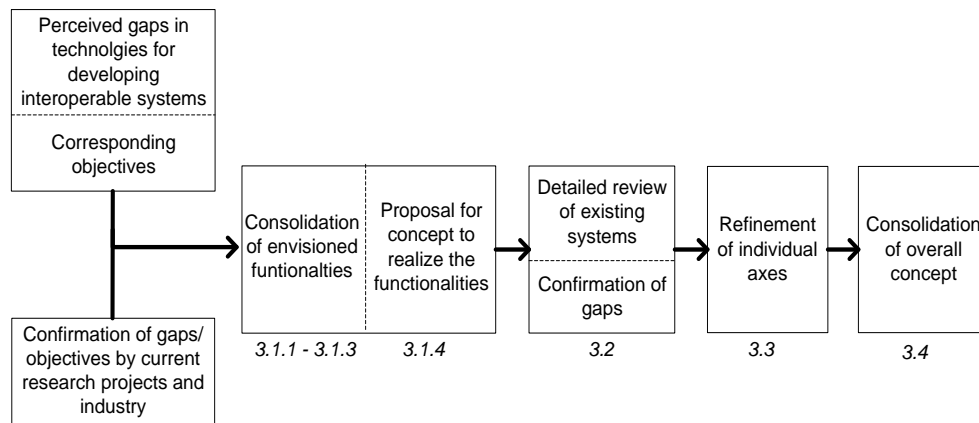 Perceived gaps in
technolgies for
developing
interoperable systems
Corresponding
objectives
Confirmation of gaps/
objectives by current
research projects and
industry
Consolidation
of envisioned
funtionalties
3.1.1 - 3.1.3
Proposal for
concept to
realize the
functionalities
3.1.4
Detailed review
of existing
systems
Confirmation of
gaps
3.2
Refinement
of individual
axes
3.3
Consolidation
of overall
concept
3.4